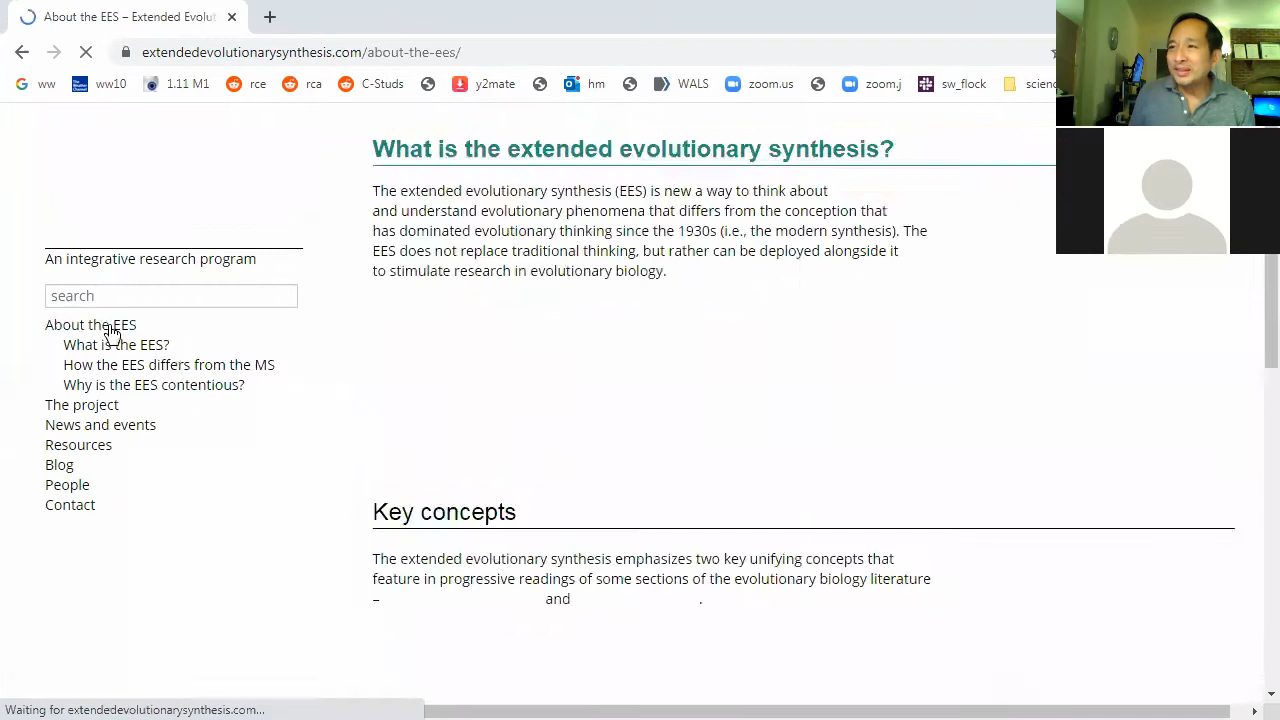 About the EES – Extended Evolut
extendedevolutionarysynthesis.com/about-the-ees/
ww ww10 1.11 M1 rce rca C-Studs y2mate hm WALS zoom.us zoom.j sw_flock scienc
What is the extended evolutionary synthesis?
The extended evolutionary synthesis (EES) is new a way to think about
and understand evolutionary phenomena that differs from the conception that
has dominated evolutionary thinking since the 1930s (i.e., the modern synthesis). The
EES does not replace traditional thinking, but rather can be deployed alongside it
to stimulate research in evolutionary biology.
An integrative research program
search
About the EES
What is the EES?
How the EES differs from the MS
Why is the EES contentious?
The project
News and events
Resources
Blog
People
Contact
Key concepts
The extended evolutionary synthesis emphasizes two key unifying concepts that
feature in progressive readings of some sections of the evolutionary biology literature
– and .
Waiting for extendedevolutionarysynthesis.com...